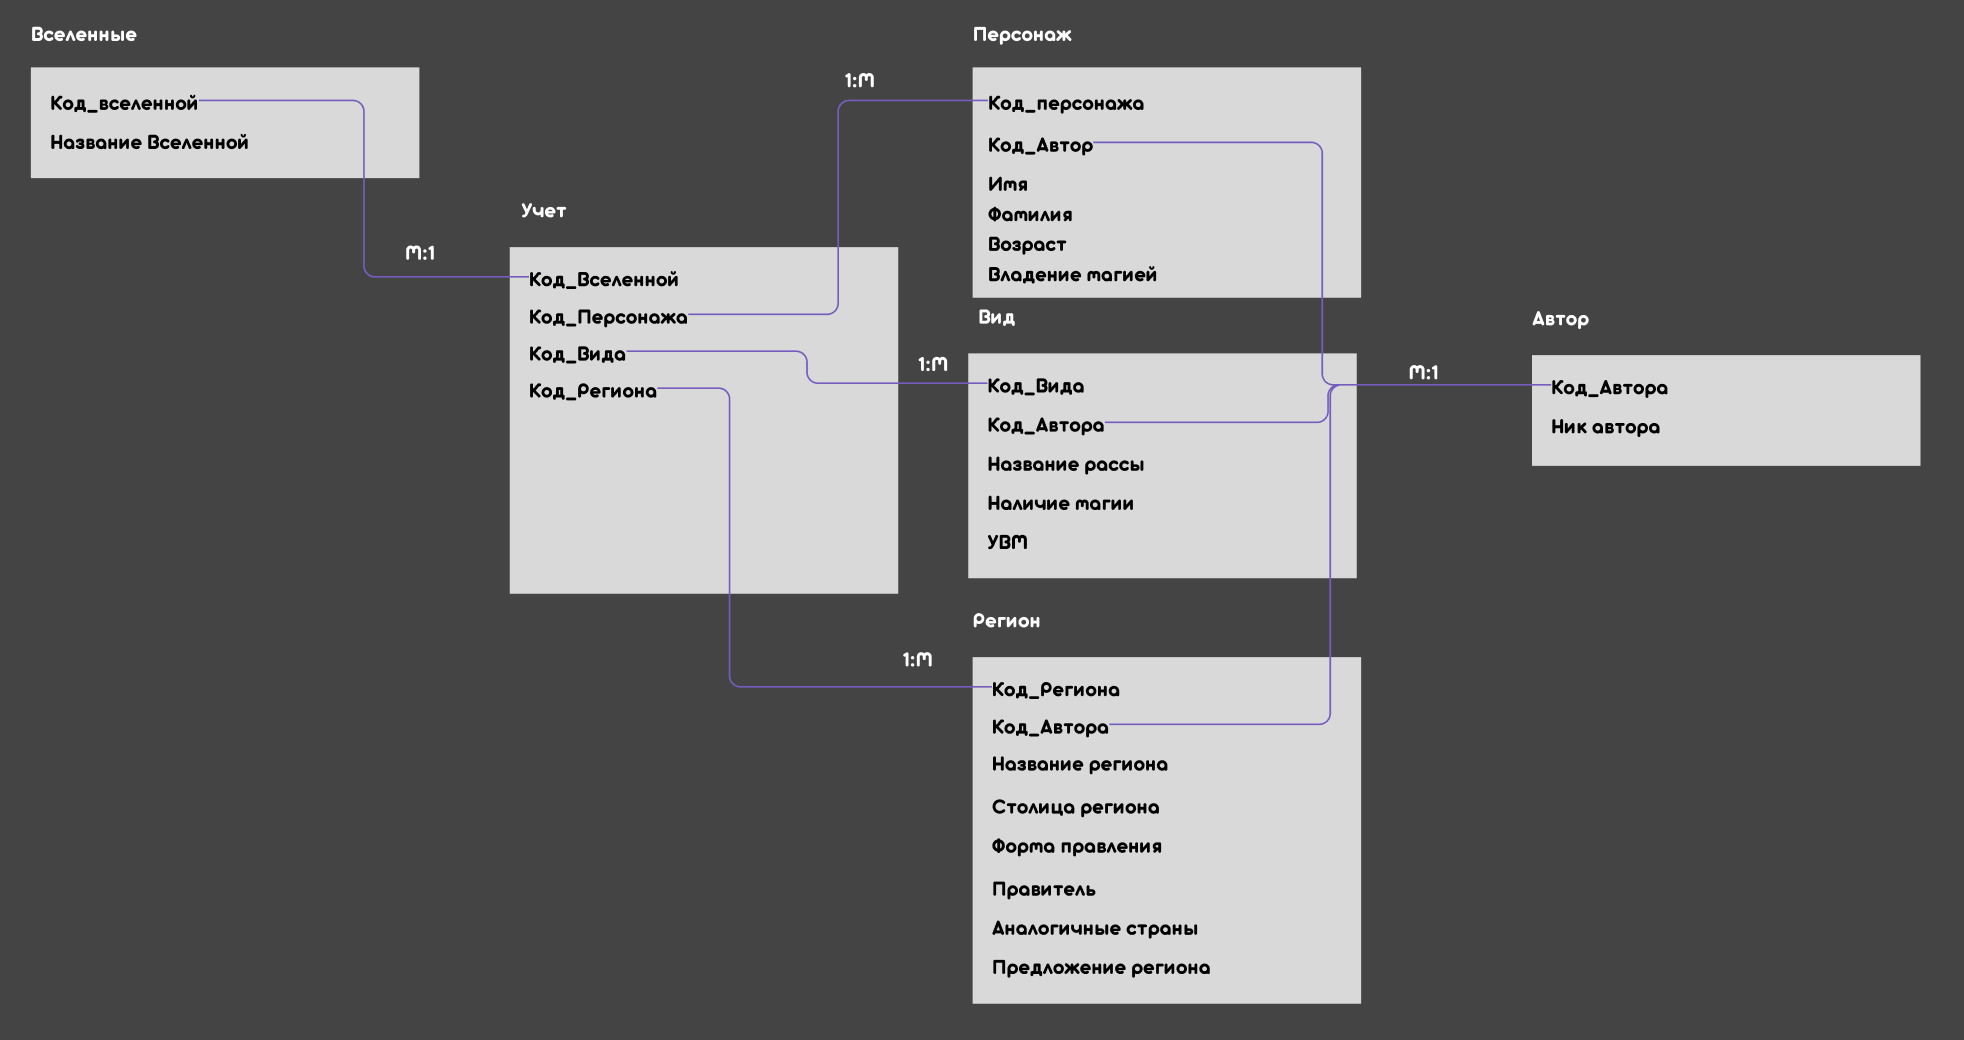 Вселенные
Код_вселенной
Название Вселенной
М:1
Учет
Код_Вселенной
Код_Персонажа
Код_Вида
Код_Региона
1:М
Персонаж
Код_персонажа
Код_Автор
Имя
Фамилия
Возраст
Владение магией
1:М
Вид
Код_Вида
Код_Автора
Название рассы
Наличие магии
УВМ
1:М
Регион
Код_Региона
Код_Автора
Название региона
Столица региона
Форма правления
Правитель
Аналогичные страны
Предложение региона
М:1
Автор
Код_Автора
Ник автора